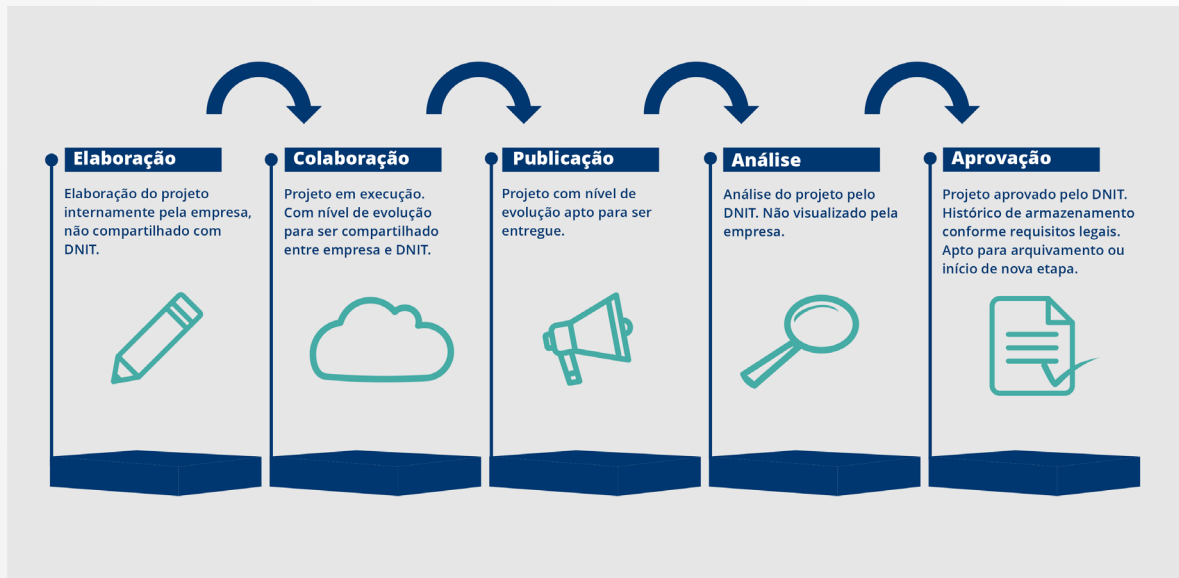 Elaboração
Elaboração do projeto
internamente pela empresa,
não compartilhado com
DNIT.
Colaboração
Projeto em execução.
Com nível de evolução
para ser compartilhado
entre empresa e DNIT.
Publicação
Projeto com nível de
evolução apto para ser
entregue.
Análise
Análise do projeto pelo
DNIT. Não visualizado pela
empresa.
Aprovação
Projeto aprovado pelo DNIT.
Histórico de armazenamento
conforme requisitos legais.
Apto para arquivamento ou
início de nova etapa.